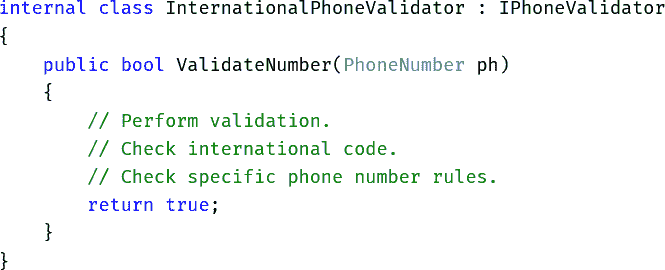 internal class InternationalPhoneValidator : IPhoneValidator
{
    public bool ValidateNumber(PhoneNumber ph)
    {
        // Perform validation.
        // Check international code.
        // Check specific phone number rules.
        return true;
    }
}